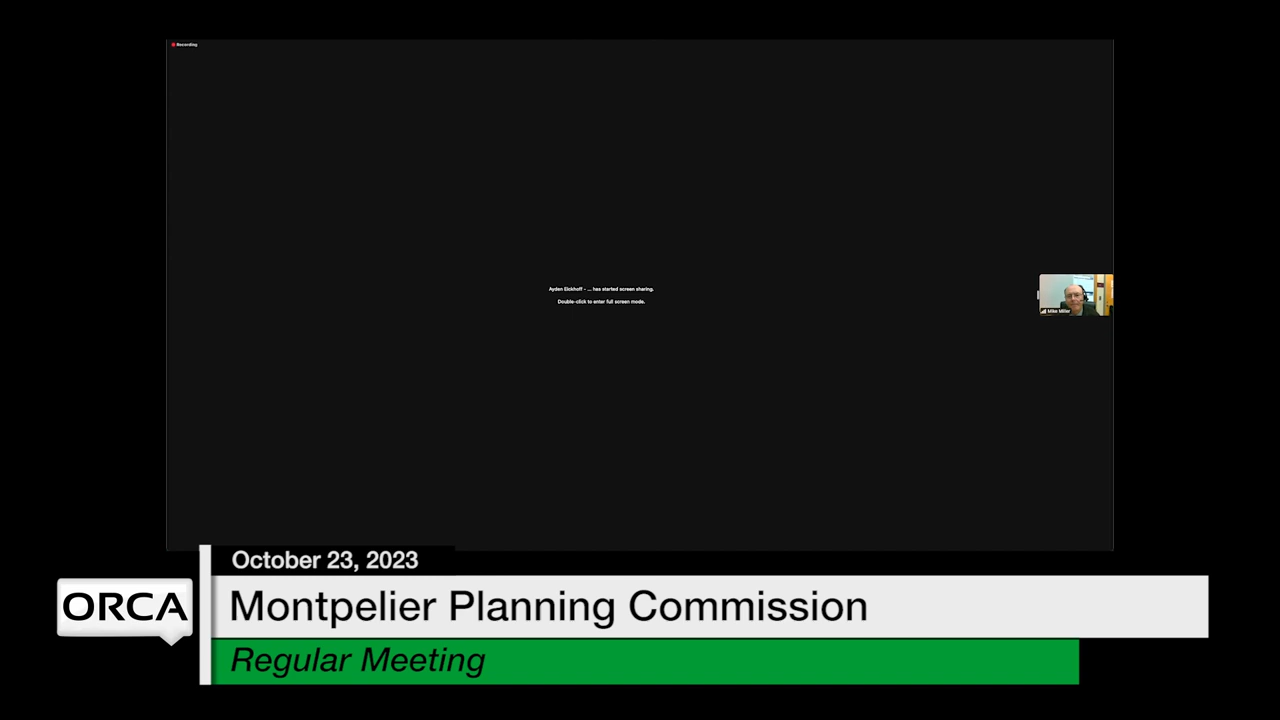 Recording
Ayden Eickhoff - ... has started screen sharing.
Double-click to enter full screen mode.
Mike Miller
October 23, 2023
ORCA
Montpelier Planning Commission
Regular Meeting